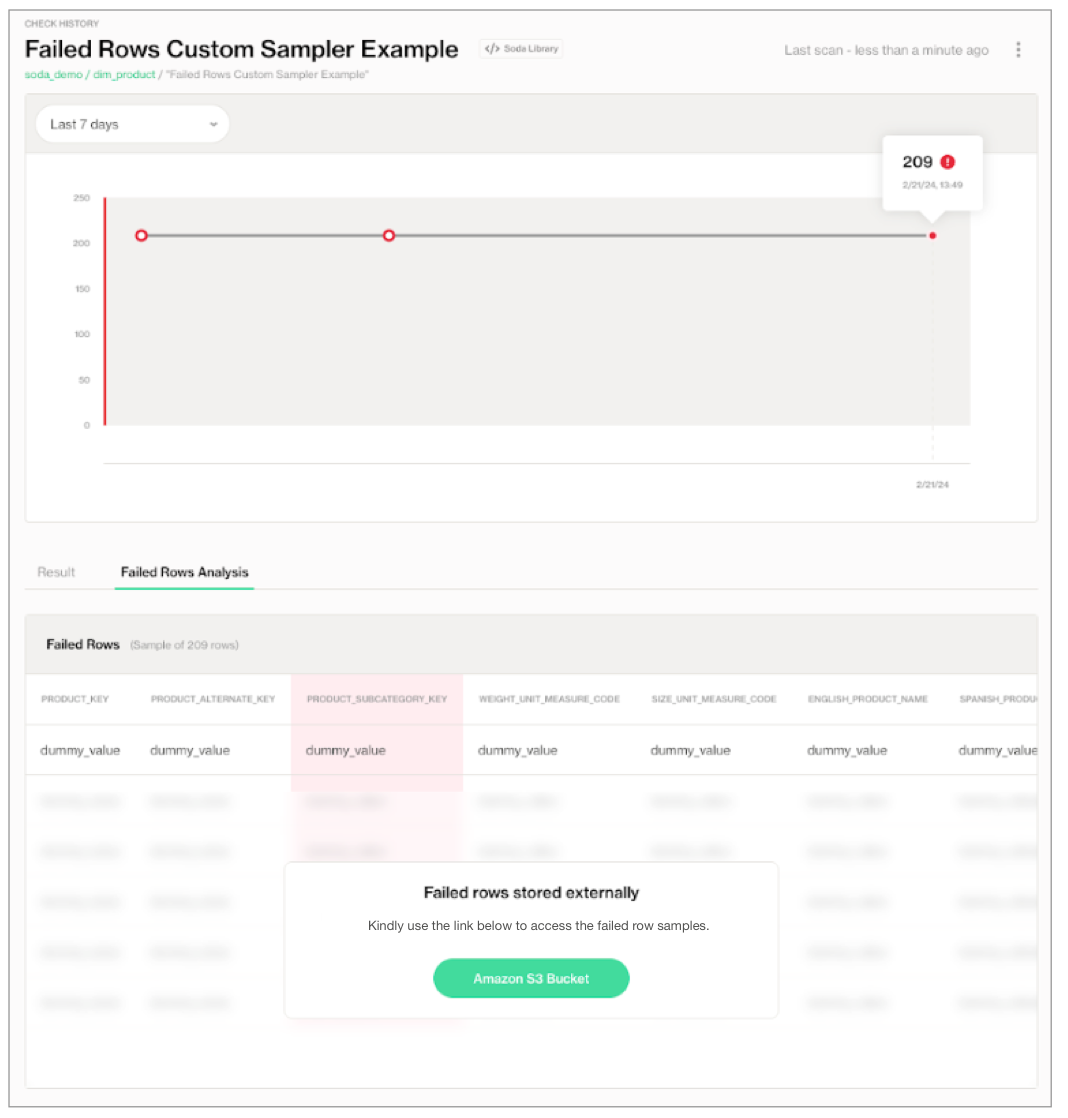 CHECK HISTORY
Failed Rows Custom Sampler Example </> Soda Library Last scan - less than a minute ago
soda_demo / dim_product / "Failed Rows Custom Sampler Example"
Last 7 days
209
2/21/24, 13:49
250
200
150
100
50
0
2/21/24
Result Failed Rows Analysis
Failed Rows (Sample of 209 rows)
PRODUCT_KEY PRODUCT_ALTERNATE_KEY PRODUCT_SUBCATEGORY_KEY WEIGHT_UNIT_MEASURE_CODE SIZE_UNIT_MEASURE_CODE ENGLISH_PRODUCT_NAME SPANISH_PRODU
dummy_value dummy_value dummy_value dummy_value dummy_value dummy_value dummy_value
Failed rows stored externally
Kindly use the link below to access the failed row samples.
Amazon S3 Bucket